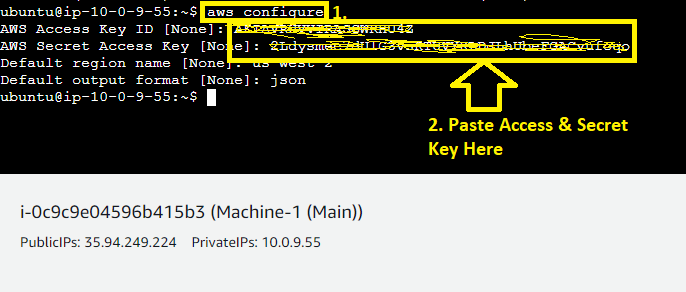 ubuntu@ip-10-0-9-55:~$ aws configure 1.
AWS Access Key ID [None]:
AWS Secret Access Key [None]:
Default region name [None]: us-west-2
Default output format [None]: json
ubuntu@ip-10-0-9-55:~$
2. Paste Access & Secret
Key Here
i-0c9c9e04596b415b3 (Machine-1 (Main))
PublicIPs: 35.94.249.224 PrivateIPs: 10.0.9.55